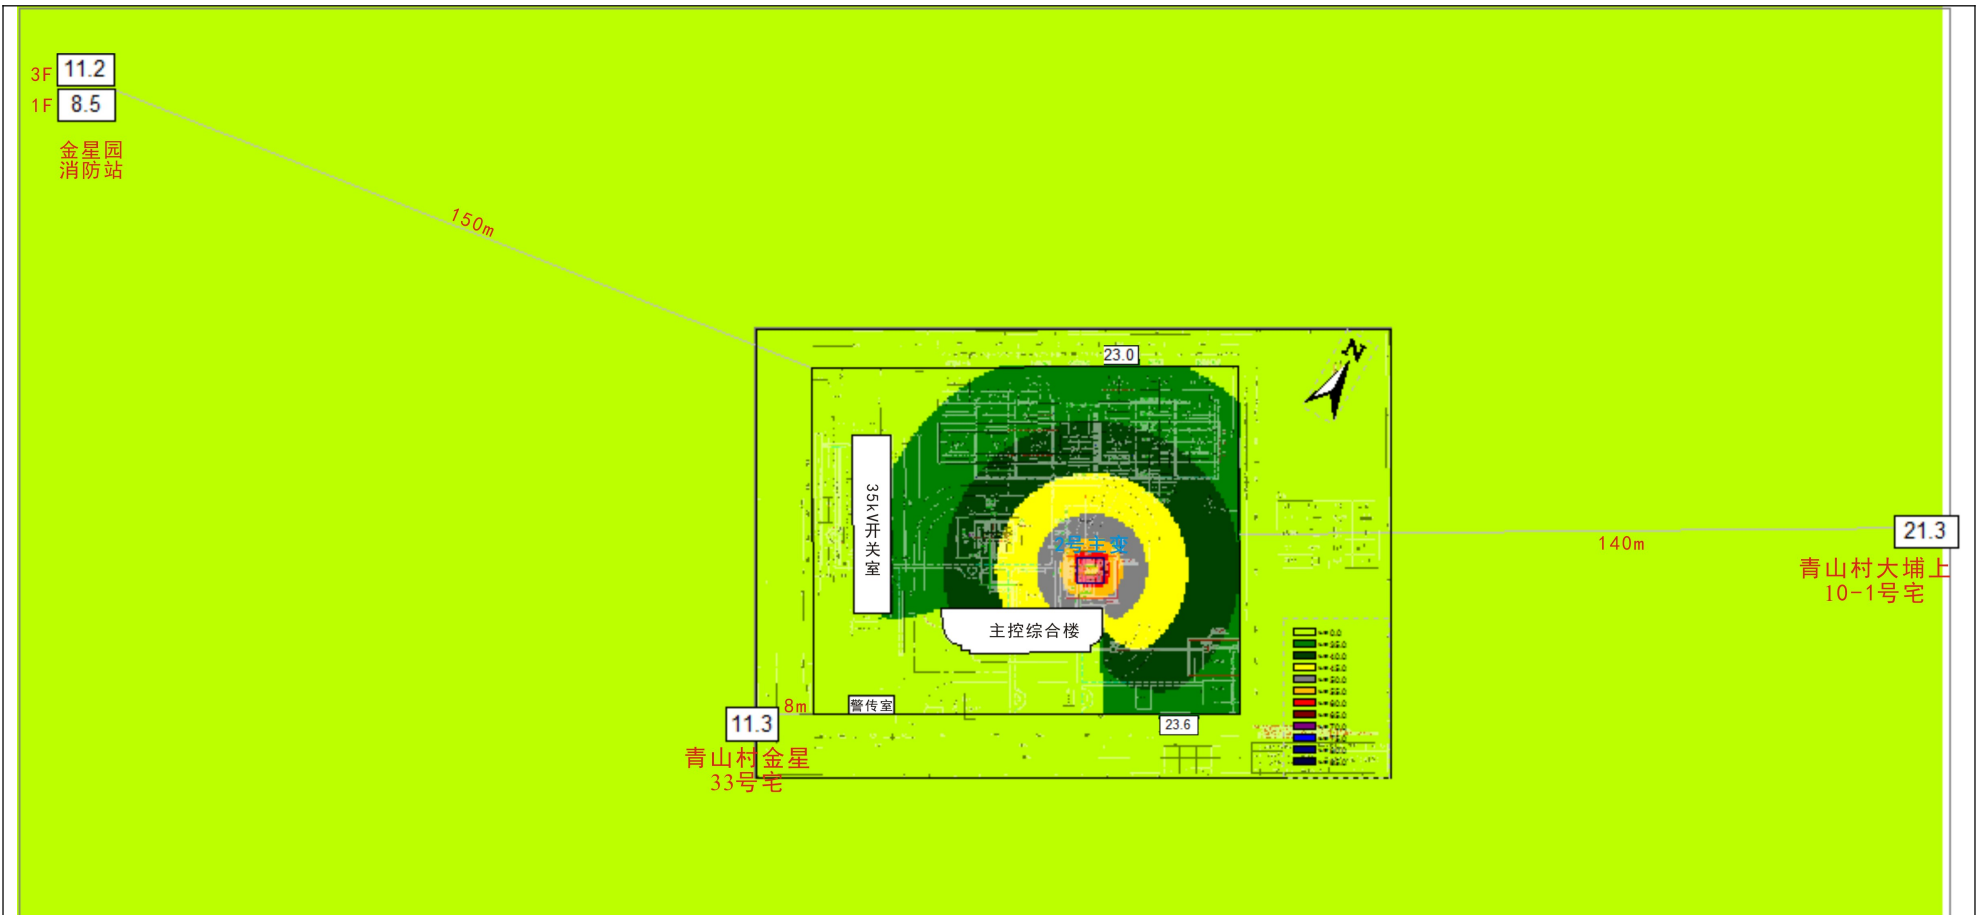 3F 11.2
1F 8.5
金星园
消防站
150m
23.0
N
35kV开关室
2号主变
140m
21.3
青山村大埔上
10-1号宅
主控综合楼
警传室
8m
11.3
23.6
青山村金星
33号宅